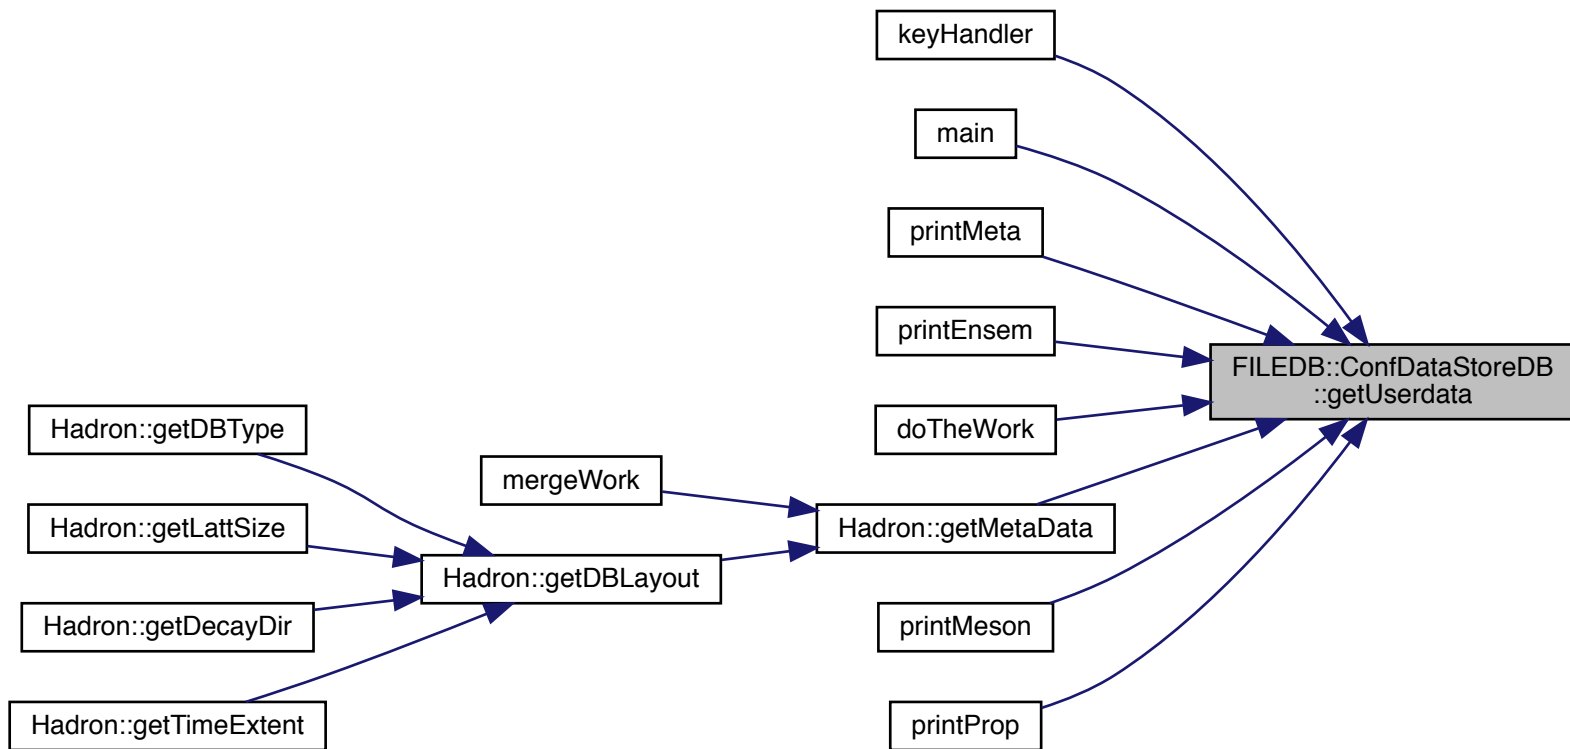 keyHandler
main
printMeta
printEnsem
FILEDB::ConfDataStoreDB
::getUserdata
Hadron::getDBType
doTheWork
mergeWork
Hadron::getLattSize
Hadron::getMetaData
Hadron::getDBLayout
Hadron::getDecayDir
printMeson
Hadron::getTimeExtent
printProp